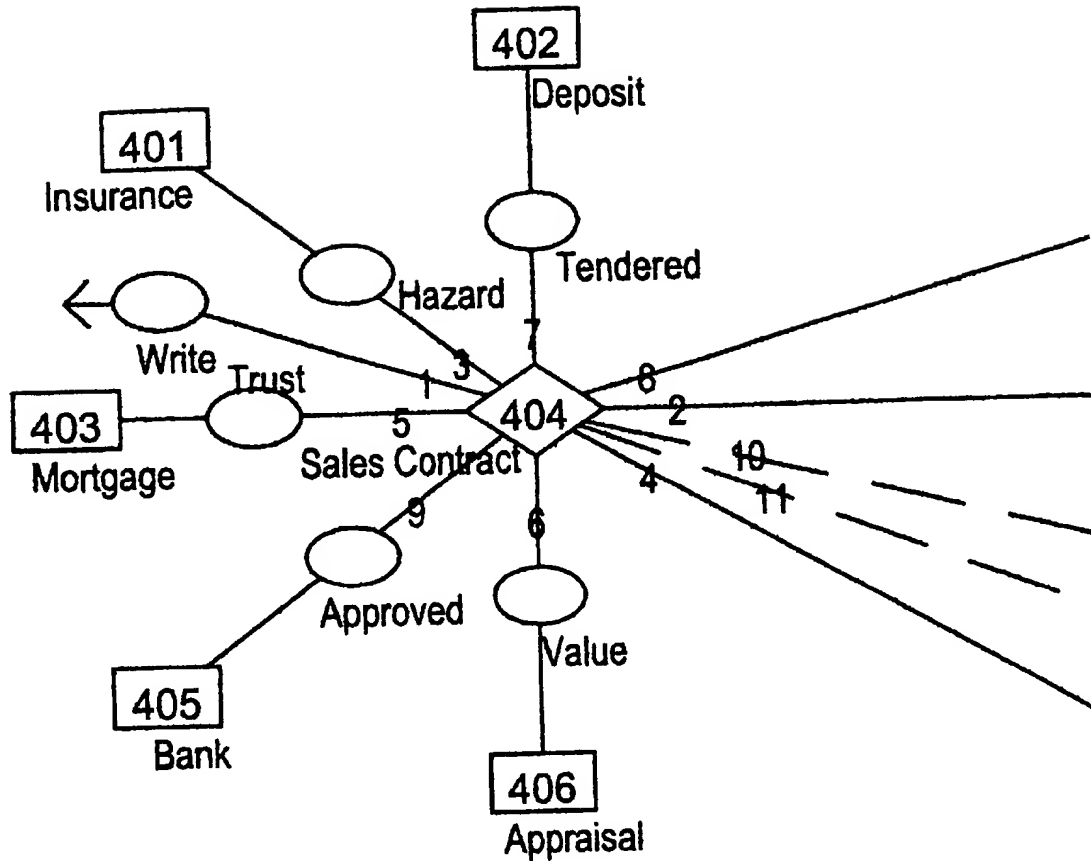 402
Deposit
401
Insurance
Tendered
Hazard
Write
7
3
Trust
1
8
2
403
5
404
Mortgage
Sales Contract
10
4
11
9
6
Approved
Value
405
Bank
406
Appraisal